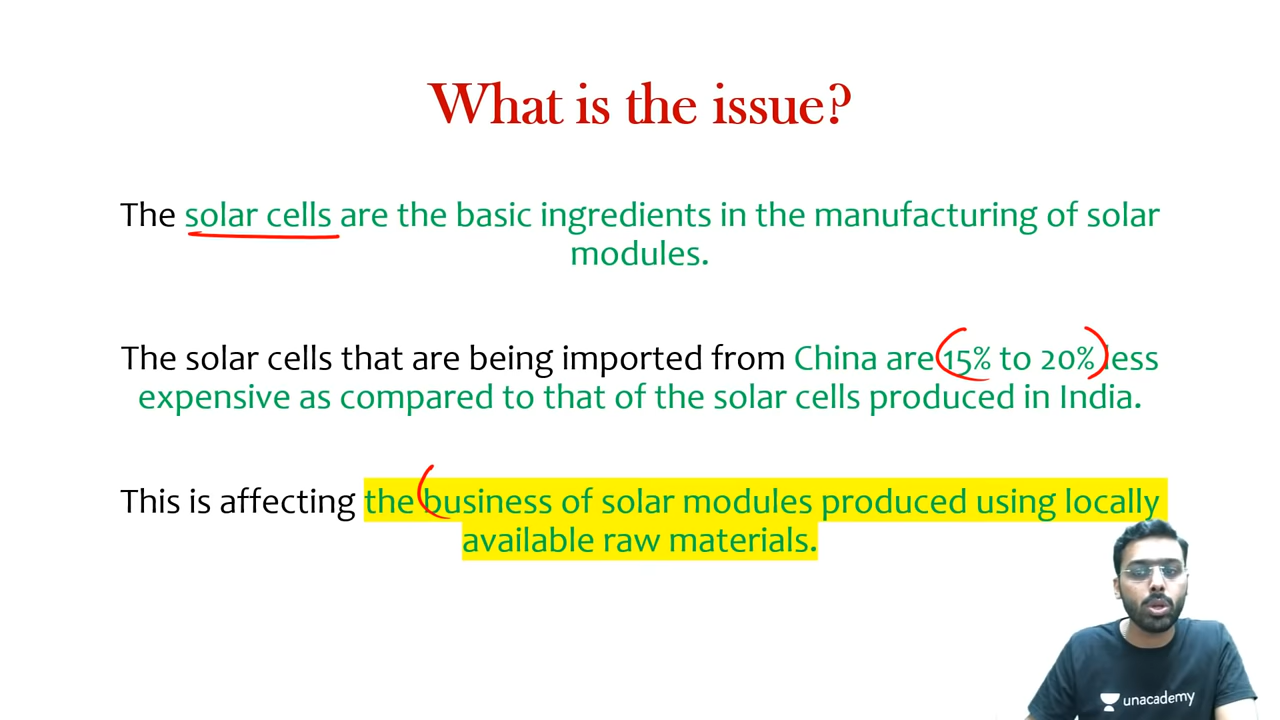 What is the issue?
The solar cells are the basic ingredients in the manufacturing of solar
modules.
The solar cells that are being imported from China are 15% to 20% less
expensive as compared to that of the solar cells produced in India.
This is affecting the business of solar modules produced using locally
available raw materials.
unacademy